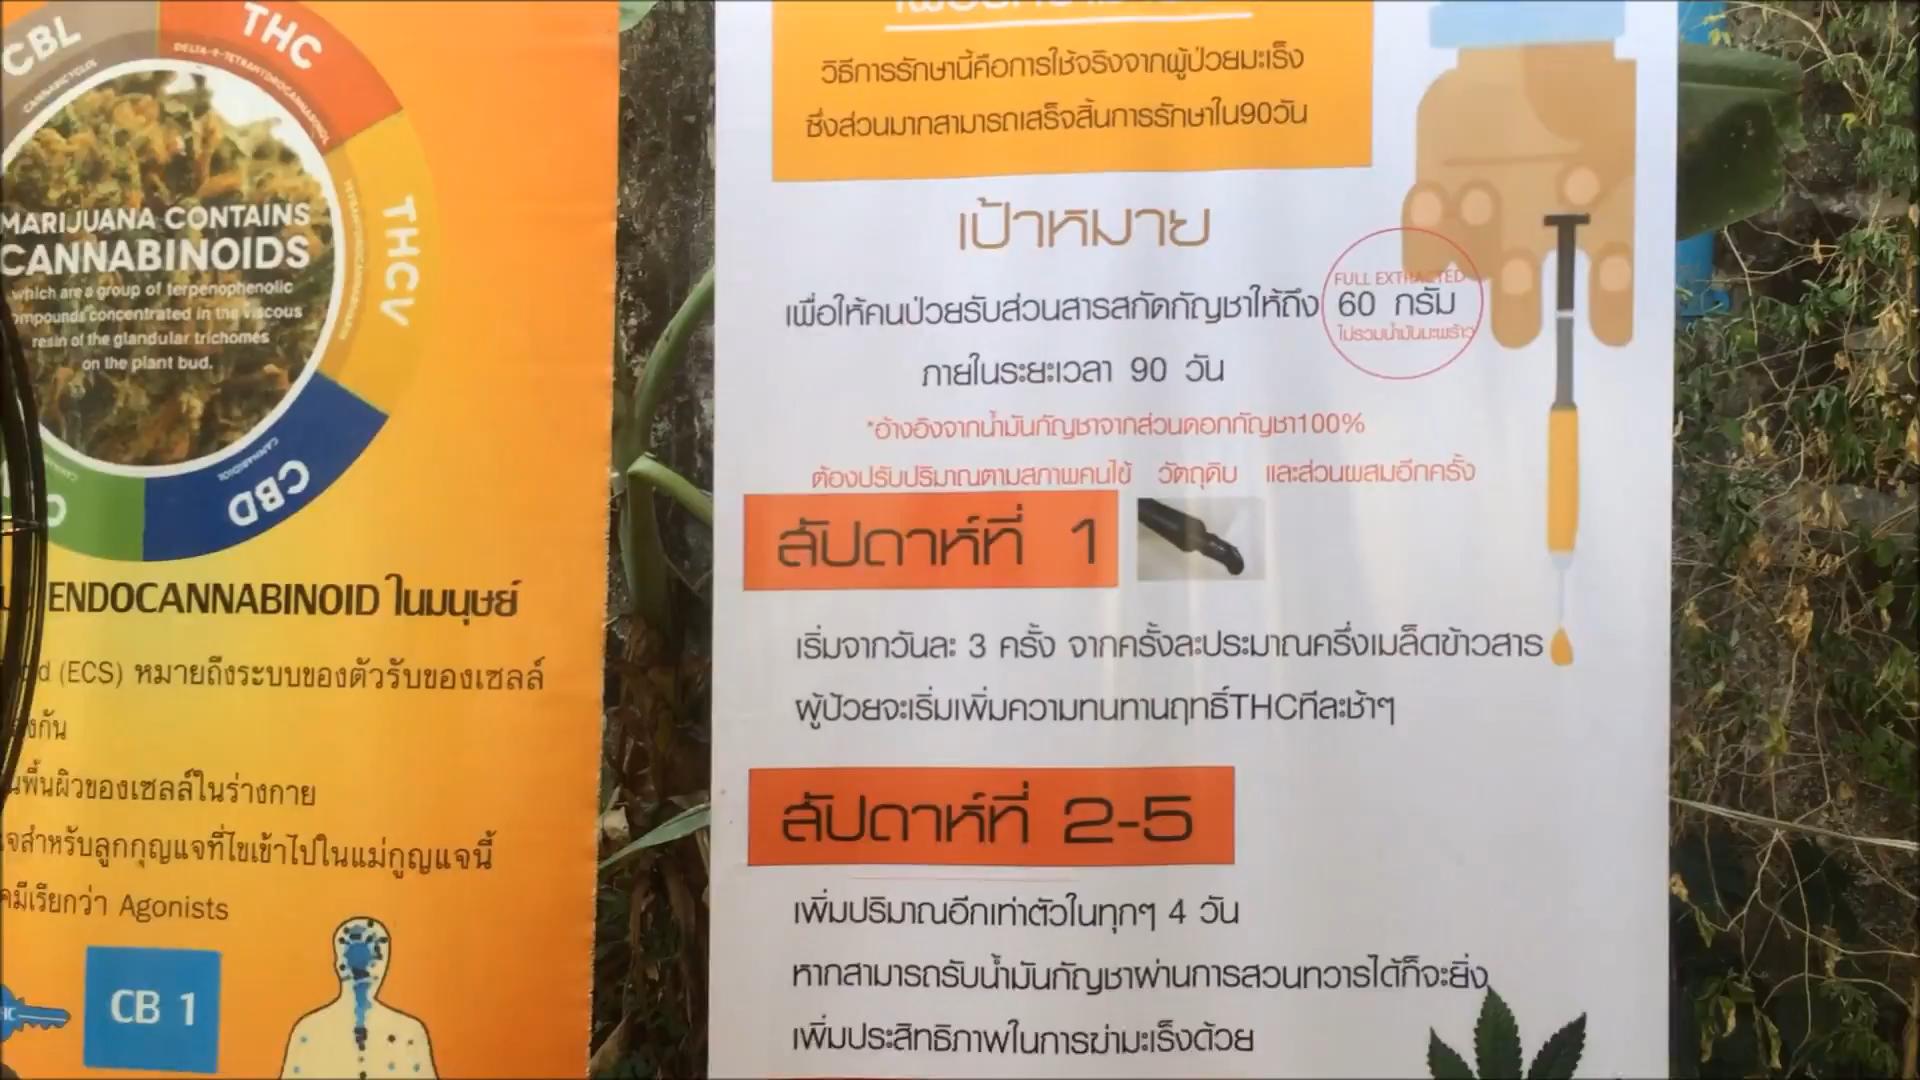 CBL
CANNABICYCLOL
THC
DELTA-9-TETRAHYDROCANNABINOL
THCV
MARIJUANA CONTAINS
CANNABINOIDS
which are a group of terpenophenolic
ompounds concentrated in the viscous
resin of the glandular trichomes
on the plant bud.
CBD
CANNABIDIOL
ENDOCANNABINOID ในมนุษย์
(ECS) หมายถึงระบบของตัวรับของเซลล์
พื้นผิวของเซลล์ในร่างกาย
สำหรับลูกกุญแจที่ไขเข้าไปในแม่กูญแจนี้
มีเรียกว่า Agonists
CB 1
วิธีการรักษานี้คือการใช้จริงจากผู้ป่วยมะเร็ง
ซึ่งส่วนมากสามารถเสร็จสิ้นการรักษาใน90วัน
เป้าหมาย
เพื่อให้คนป่วยรับส่วนสารสกัดกัญชาให้ถึง
FULL EXTRACTED
60 กรัม
ไม่รวมน้ำมันมะพร้าว
ภายในระยะเวลา 90 วัน
*อ้างอิงจากน้ำมันกัญชาจากส่วนดอกกัญชา100%
ต้องปรับปริมาณตามสภาพคนไข้ วัตถุดิบ และส่วนผสมอีกครั้ง
สัปดาห์ที่ 1
เริ่มจากวันละ 3 ครั้ง จากครั้งละประมาณครึ่งเมล็ดข้าวสาร
ผู้ป่วยจะเริ่มเพิ่มความทนทานฤทธิ์THCทีละช้าๆ
สัปดาห์ที่ 2-5
เพิ่มปริมาณอีกเท่าตัวในทุกๆ 4 วัน
หากสามารถรับน้ำมันกัญชาผ่านการสวนทวารได้ก็จะยิ่ง
เพิ่มประสิทธิภาพในการฆ่ามะเร็งด้วย